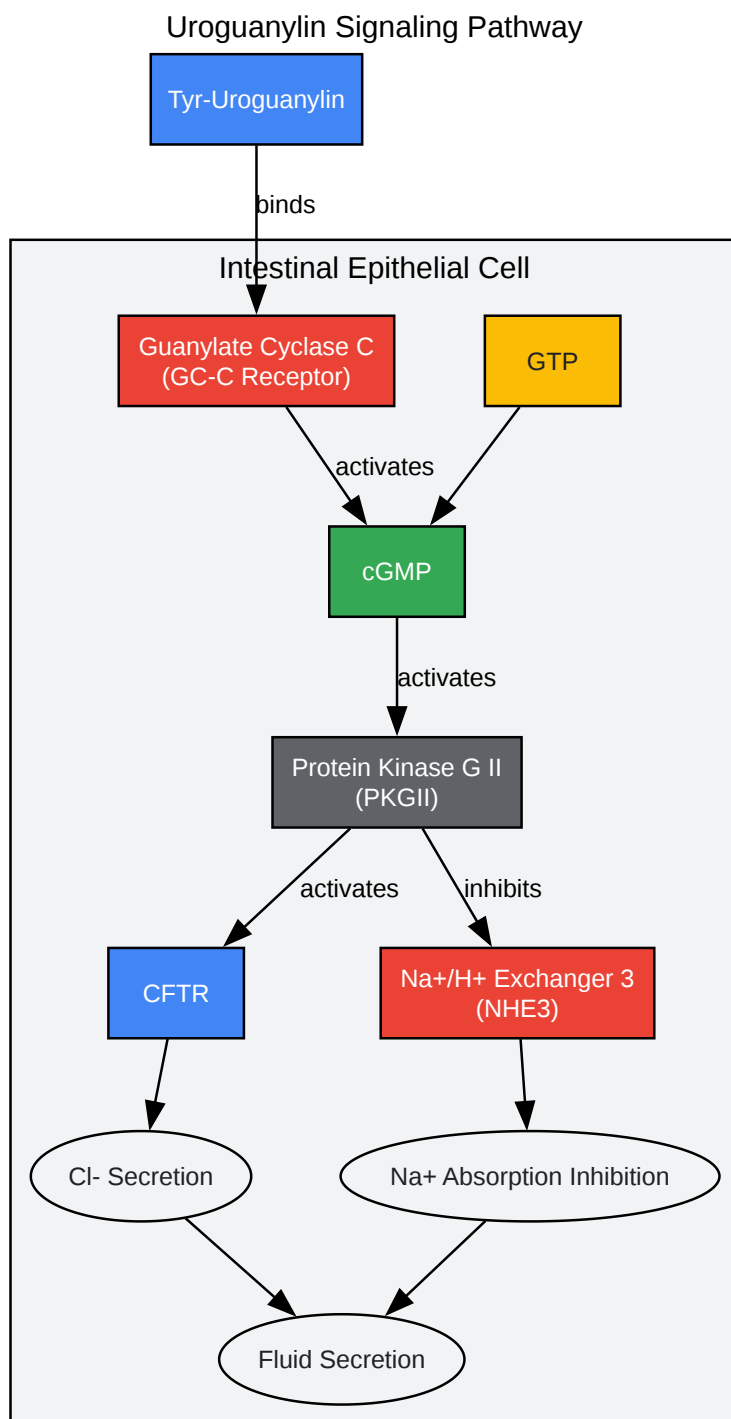 Uroguanylin Signaling Pathway
Tyr-Uroguanylin
binds
Intestinal Epithelial Cell
Guanylate Cyclase C
(GC-C Receptor)
GTP
activates
cGMP
activates
Protein Kinase G II
(PKGII)
activates
inhibits
CFTR
Na+/H+ Exchanger 3
(NHE3)
Cl- Secretion
Na+ Absorption Inhibition
Fluid Secretion